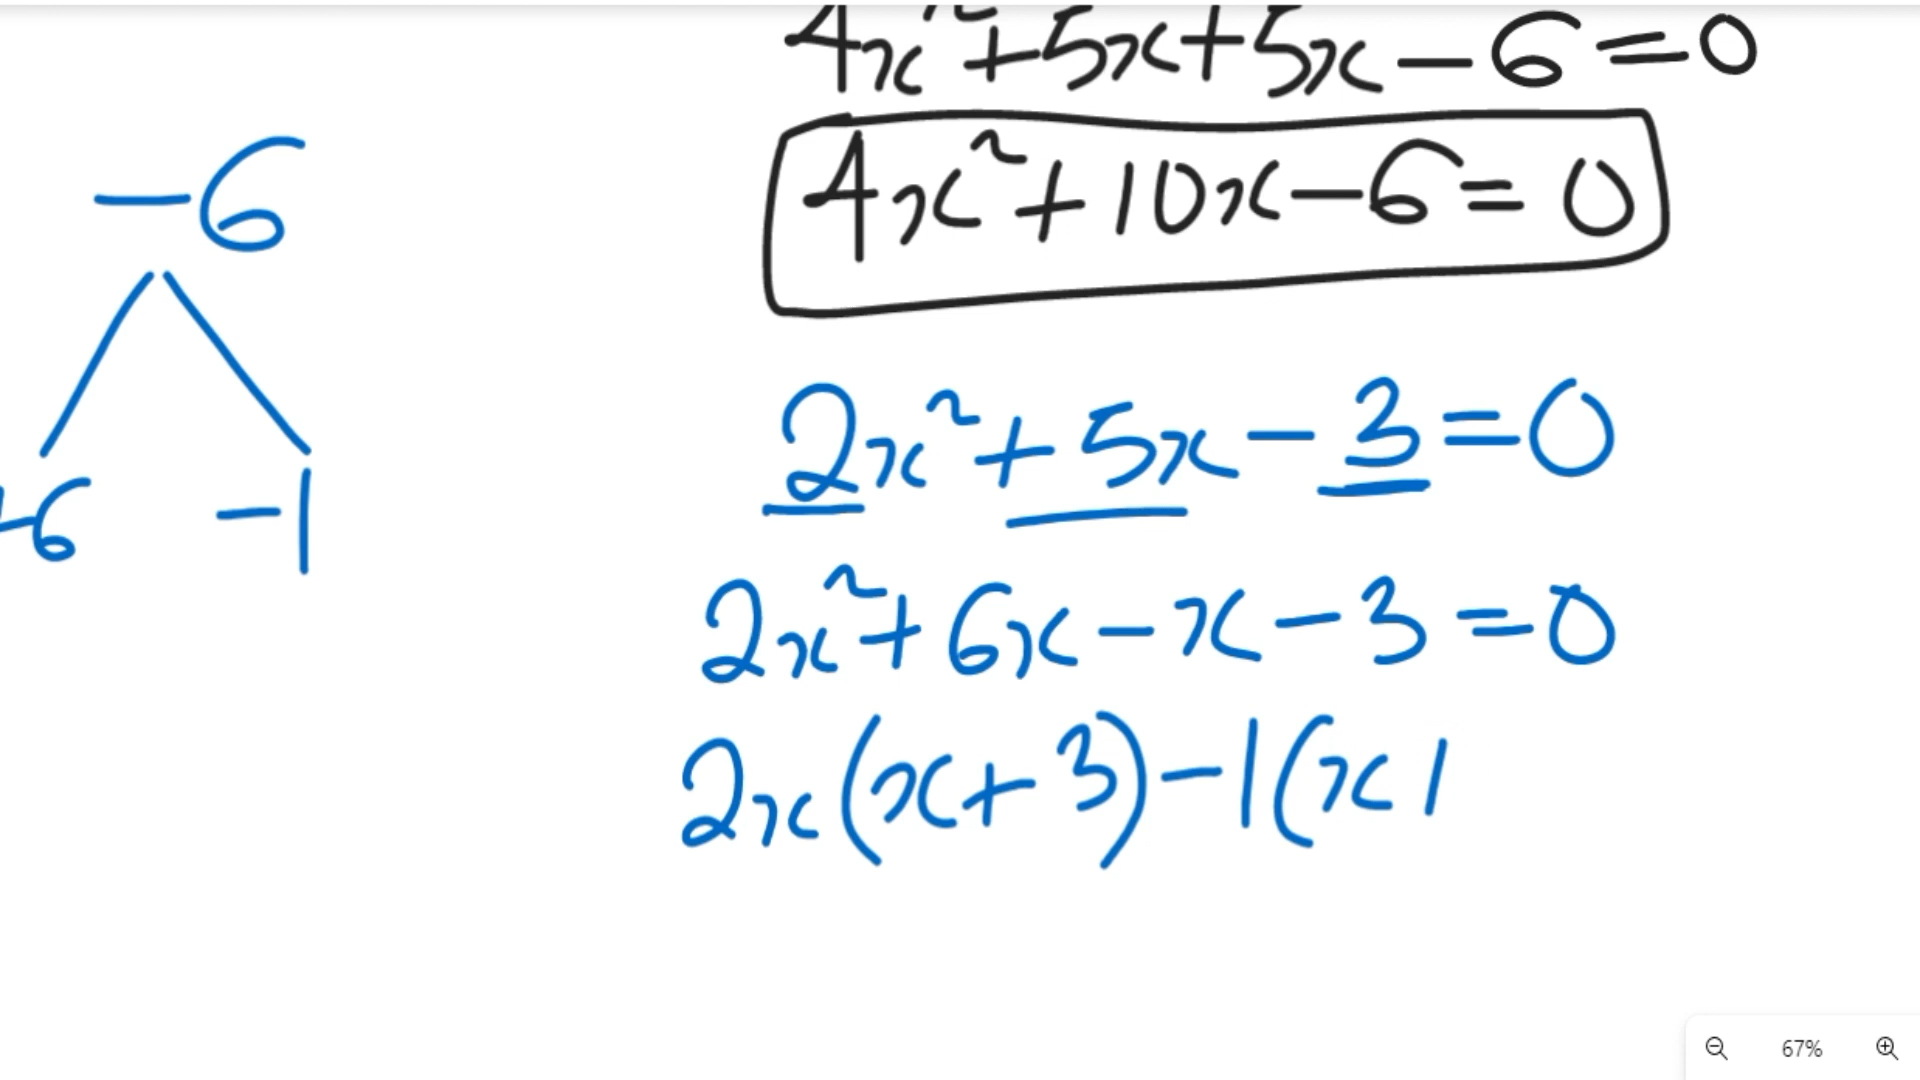 4x²+5x+5x-6=0
4x²+10x-6=0
-6
+6 -1
2x²+5x-3=0
2x²+6x-x-3=0
2x(x+3)-1(x
67%